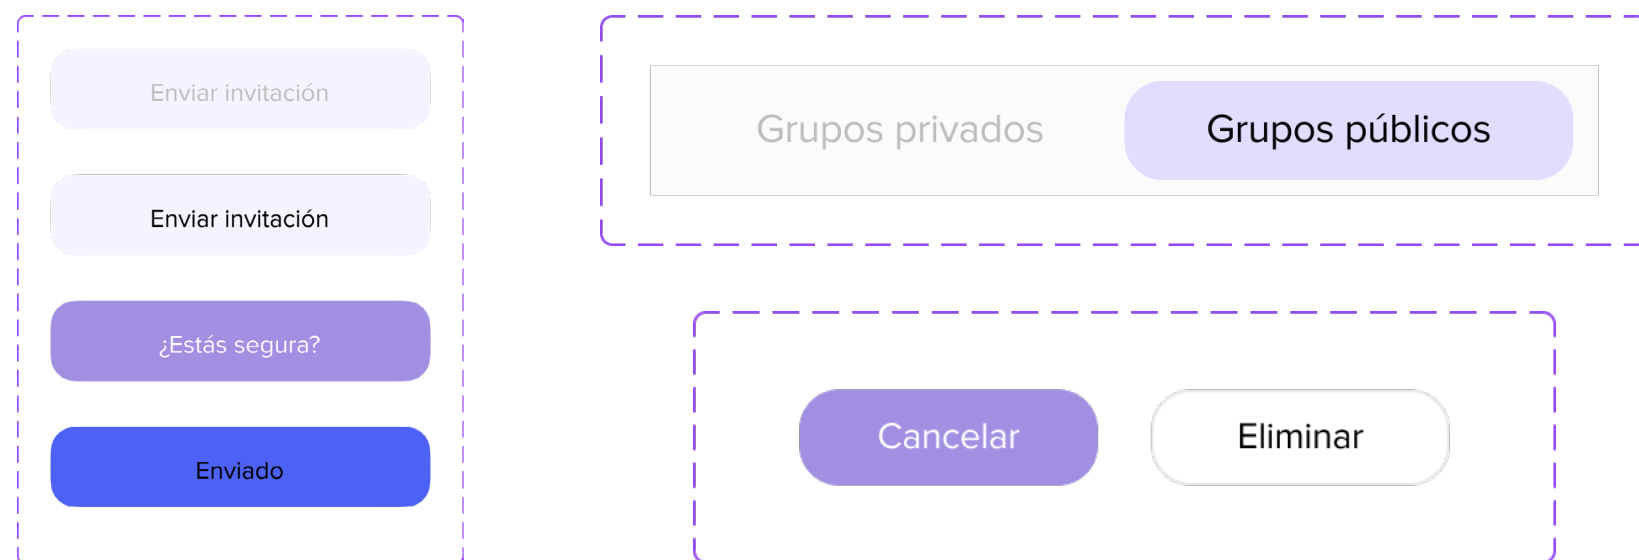 Enviar invitación
Enviar invitación
¿Estás segura?
Enviado
Grupos privados
Grupos públicos
Cancelar
Eliminar